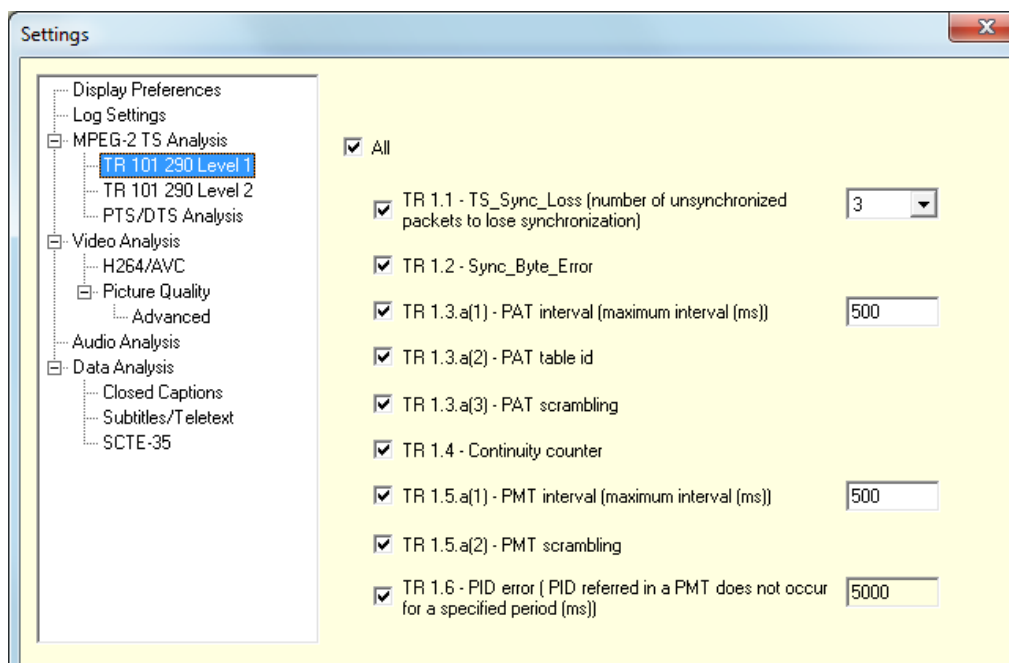 Settings
Display Preferences
Log Settings
MPEG-2 TS Analysis
TR 101 290 Level 1
TR 101 290 Level 2
PTS/DTS Analysis
Video Analysis
H264/AVC
Picture Quality
Advanced
Audio Analysis
Data Analysis
Closed Captions
Subtitles/Teletext
SCTE-35
All
TR 1.1 - TS_Sync_Loss (number of unsynchronized
packets to lose synchronization)
3
TR 1.2 - Sync_Byte_Error
TR 1.3.a(1) - PAT interval (maximum interval (ms))
500
TR 1.3.a(2) - PAT table id
TR 1.3.a(3) - PAT scrambling
TR 1.4 - Continuity counter
TR 1.5.a(1) - PMT interval (maximum interval (ms))
500
TR 1.5.a(2) - PMT scrambling
TR 1.6 - PID error ( PID referred in a PMT does not occur
for a specified period (ms))
5000